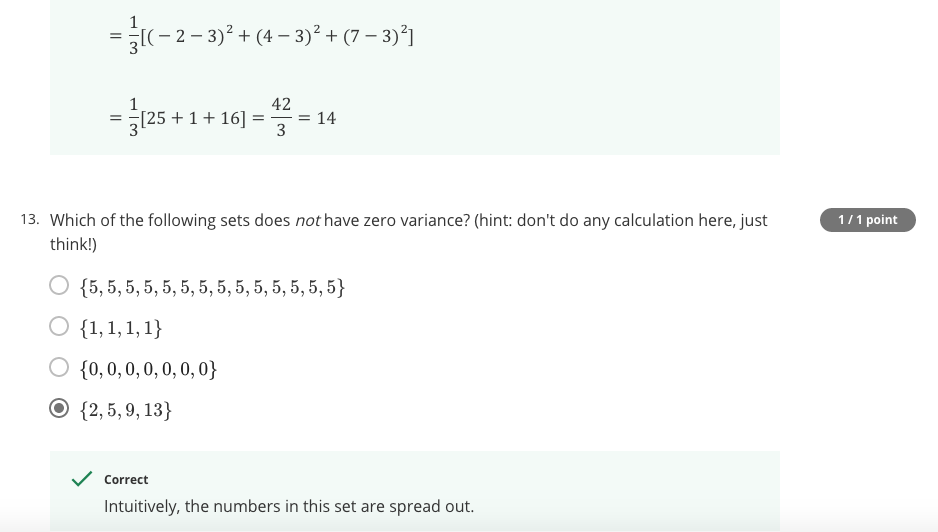 = 1/3[( − 2 − 3)² + (4 − 3)² + (7 − 3)²]
= 1/3[25 + 1 + 16] = 42/3 = 14
13. Which of the following sets does not have zero variance? (hint: don't do any calculation here, just
think!)
1 / 1 point
{5, 5, 5, 5, 5, 5, 5, 5, 5, 5, 5, 5, 5, 5}
{1, 1, 1, 1}
{0, 0, 0, 0, 0, 0, 0}
{2, 5, 9, 13}
Correct
Intuitively, the numbers in this set are spread out.